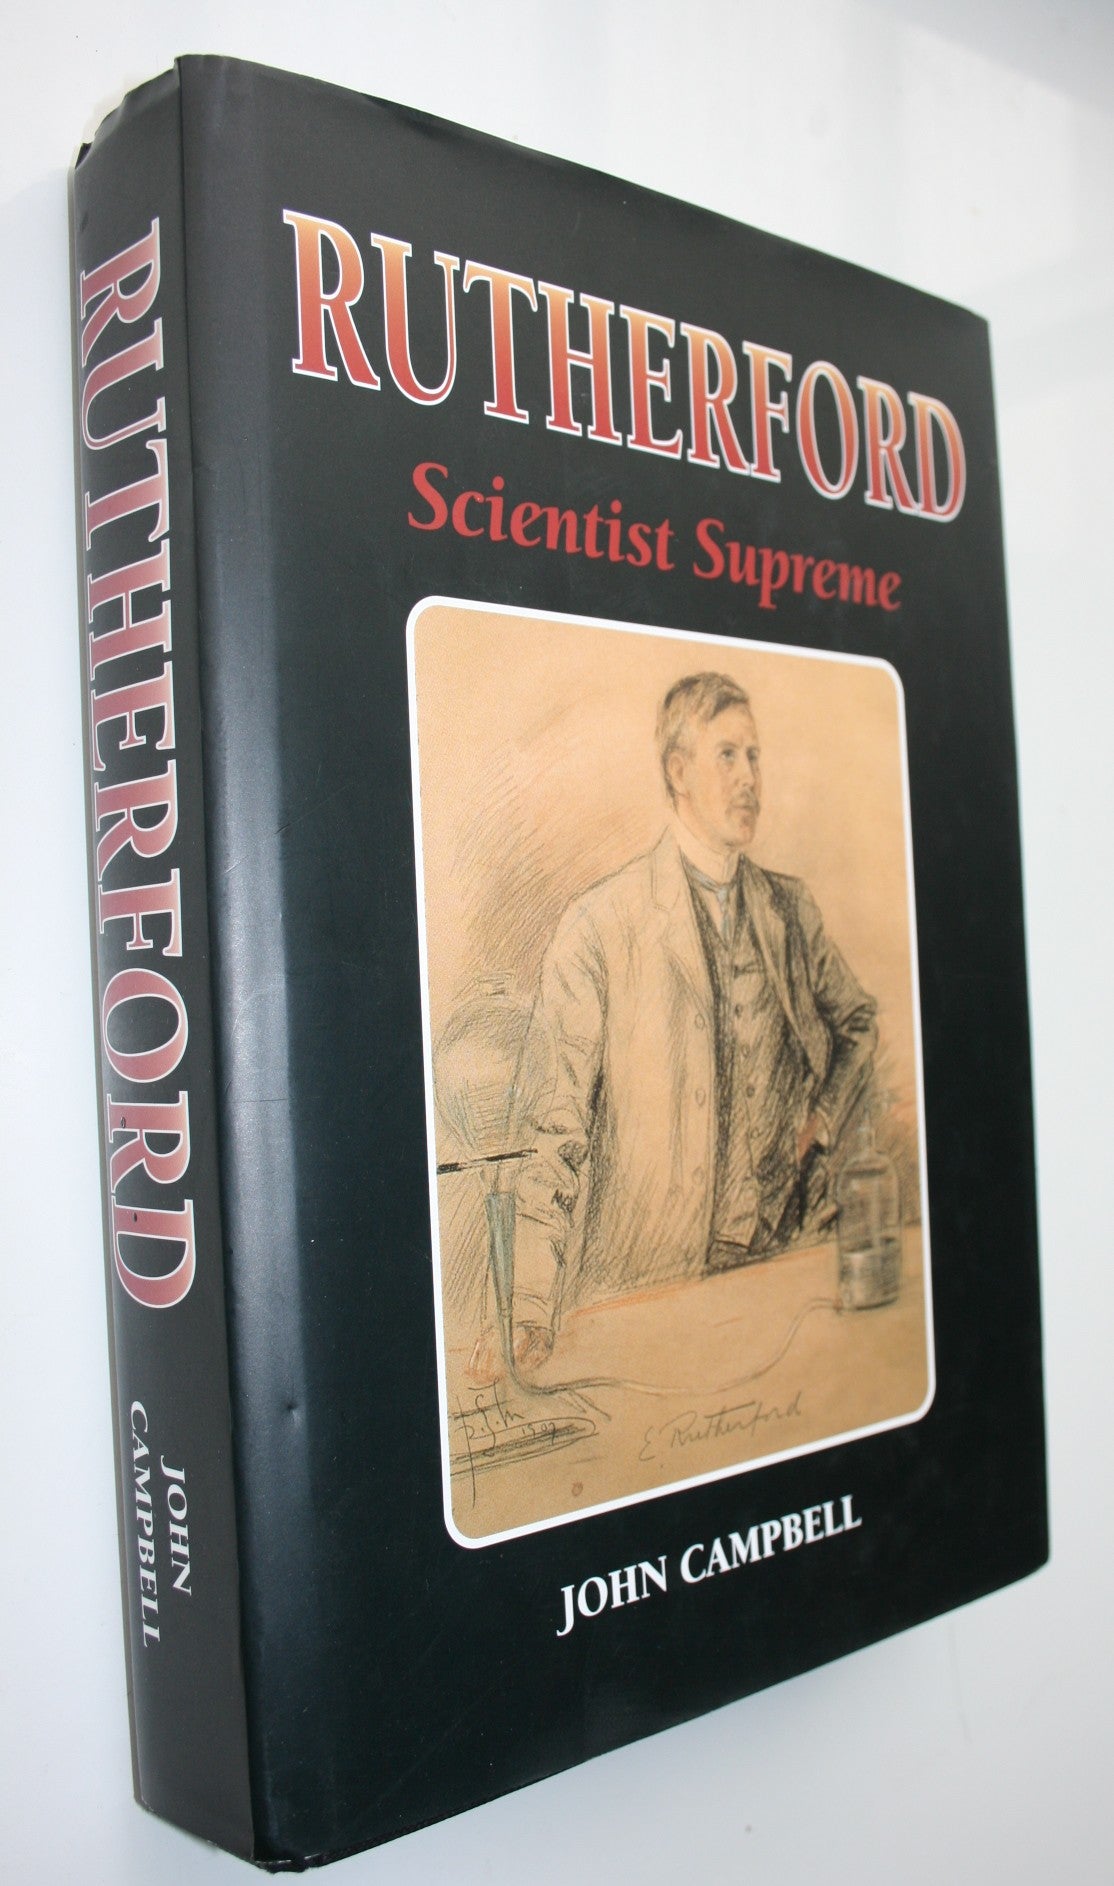 RUTHERFORD
Scientist Supreme
E. Rutherford
JOHN CAMPBELL
RUTHERFORD
JOHN
CAMPBELL